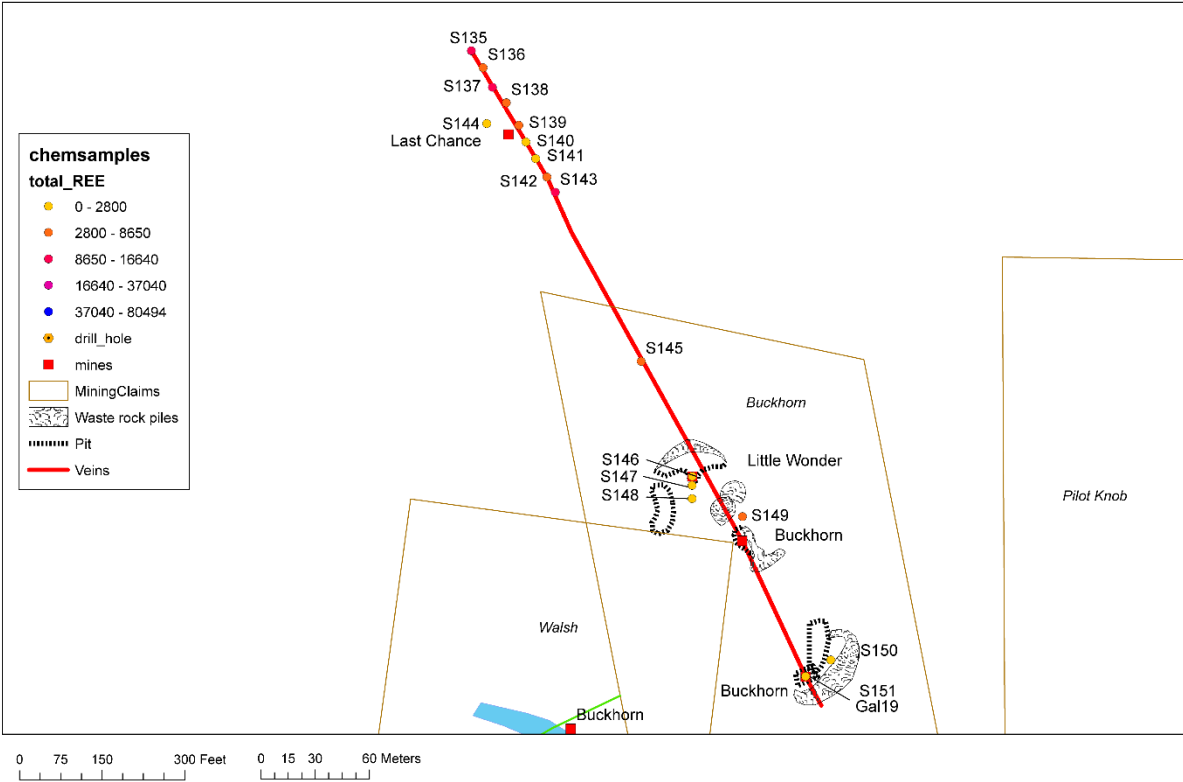 S135
S136
S137
S138
S144
S139
Last Chance
S140
S141
S142
S143
chemsamples
total_REE
0 - 2800
2800 - 8650
8650 - 16640
16640 - 37040
37040 - 80494
drill_hole
mines
MiningClaims
Waste rock piles
Pit
Veins
S145
Buckhorn
S146
Little Wonder
S147
S148
Pilot Knob
S149
Buckhorn
Walsh
S150
Buckhorn
S151
Gal19
Buckhorn
0 75 150 300 Feet
0 15 30 60 Meters